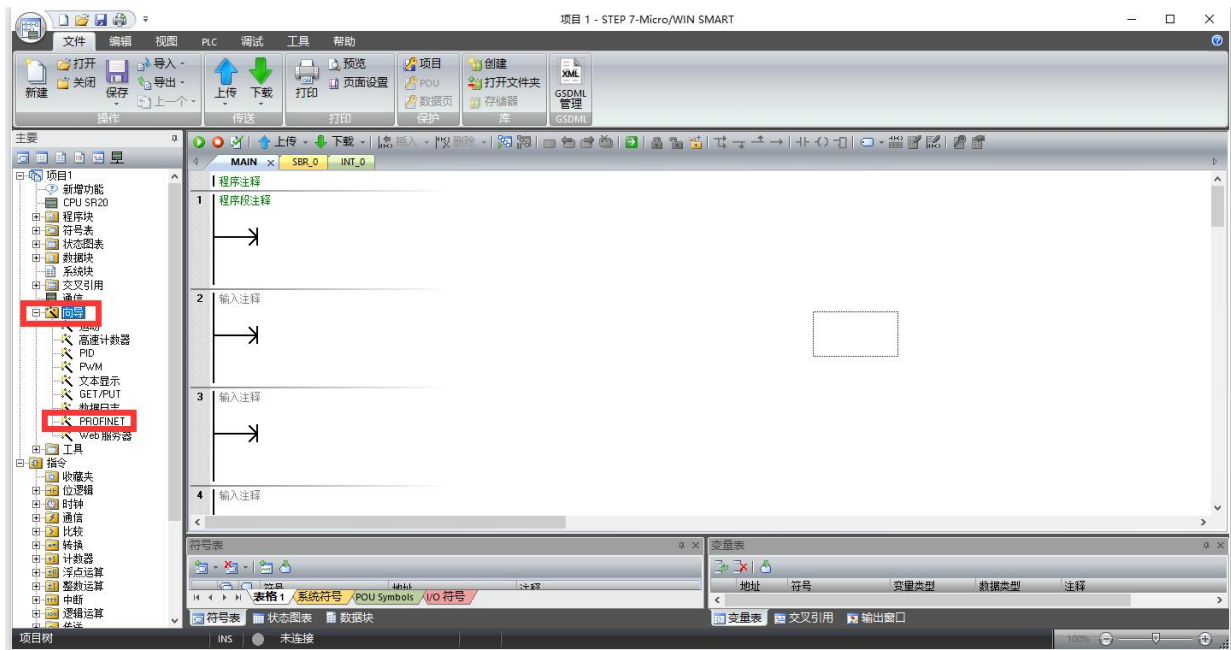 项目 1 - STEP 7-Micro/WIN SMART
文件 编辑 视图 PLC 调试 工具 帮助
新建
打开
关闭
保存
导入
导出
上一个
操作
上传
下载
传送
打印
预览
页面设置
打印
项目
POU
数据页
保护
创建
打开文件夹
存储器
库
XML
GSDML
管理
GSDML
主要
上传 下载 插入 删除
MAIN SBR_0 INT_0
项目1
新增功能
CPU SR20
程序块
符号表
状态图表
数据块
系统块
交叉引用
通信
向导
运动
高速计数器
PID
PWM
文本显示
GET/PUT
数据日志
PROFINET
Web 服务器
工具
指令
收藏夹
位逻辑
时钟
通信
比较
转换
计数器
浮点运算
整数运算
中断
逻辑运算
传送
程序注释
1 程序段注释
2 输入注释
3 输入注释
4 输入注释
符号表
符号 地址 注释
表格 1 系统符号 POU Symbols I/O 符号
符号表 状态图表 数据块
变量表
地址 符号 变量类型 数据类型 注释
变量表 交叉引用 输出窗口
项目树 INS 未连接 100%